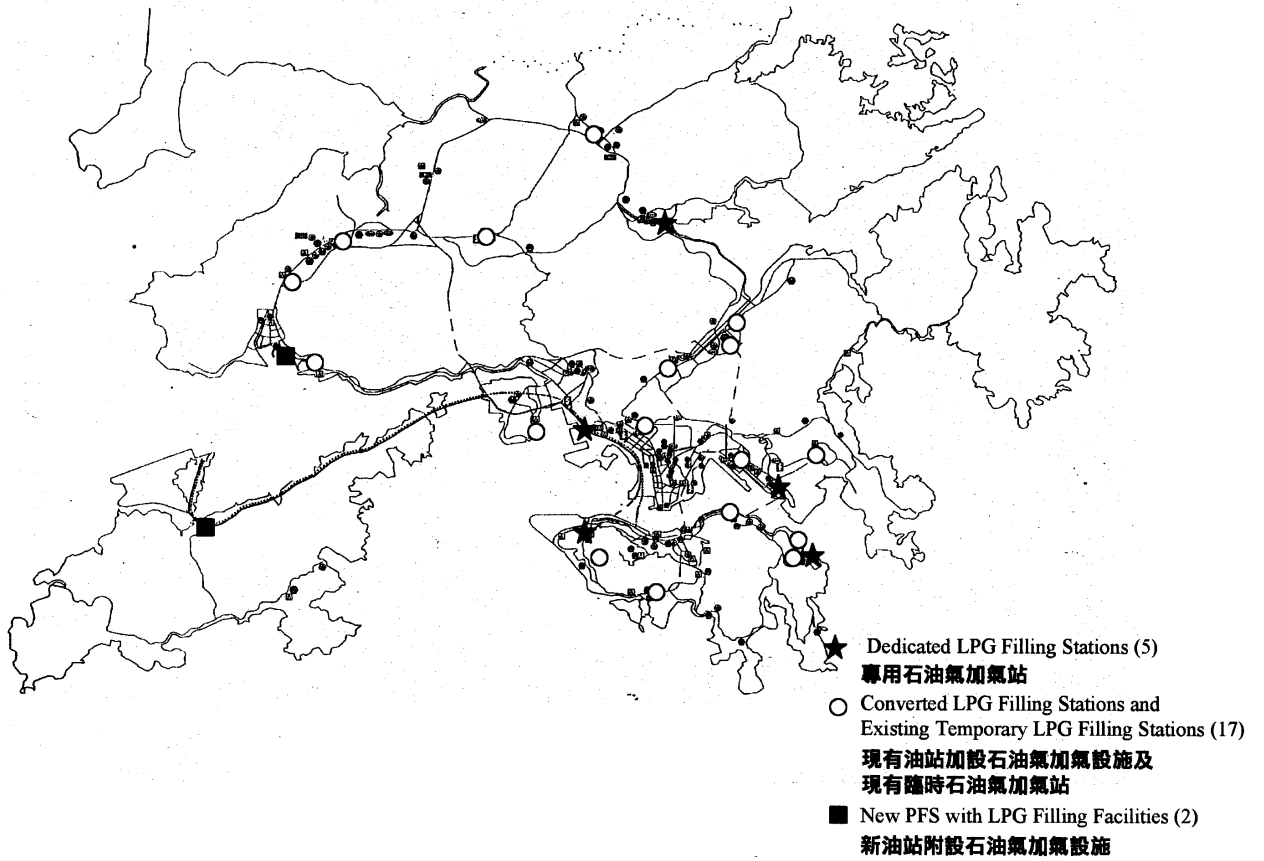 Dedicated LPG Filling Stations (5)
專用石油氣加氣站
Converted LPG Filling Stations and
Existing Temporary LPG Filling Stations (17)
現有油站加設石油氣加氣設施及
現有臨時石油氣加氣站
New PFS with LPG Filling Facilities (2)
新油站附設石油氣加氣設施